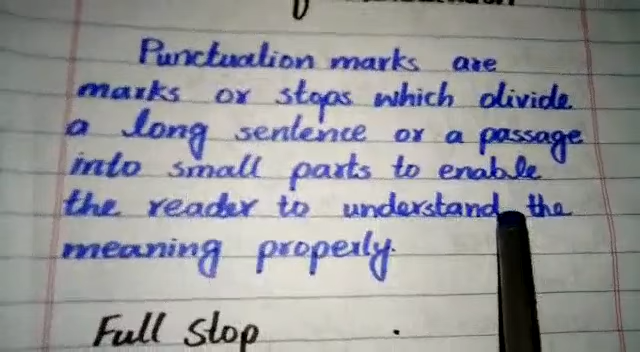 Punctuation marks are
marks or stops which divide
a long sentence or a passage
into small parts to enable
the reader to understand the
meaning properly.
Full Stop .